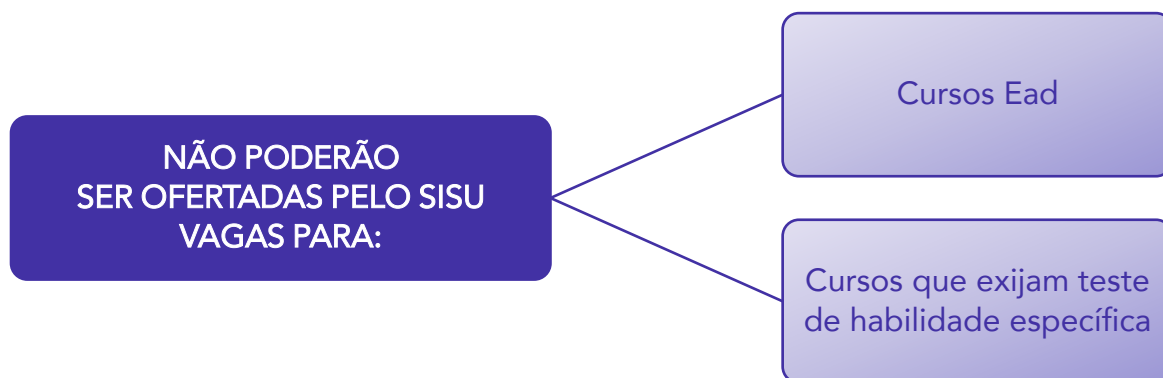 NÃO PODERÃO
SER OFERTADAS PELO SISU
VAGAS PARA:
Cursos Ead
Cursos que exijam teste
de habilidade específica